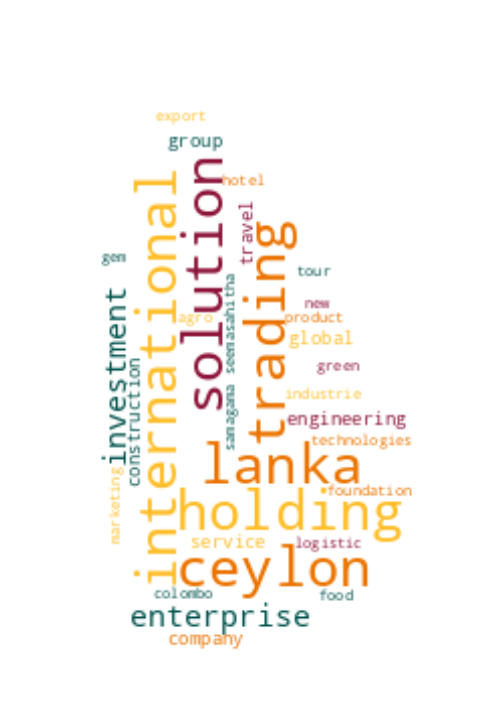 export
group
solution
hotel
international
travel
trading
gem
tour
samagama seemasahitha
investment
new
agro
product
global
construction
green
industrie
engineering
technologies
lanka
marketing
foundation
holding
service
logistic
ceylon
colombo
food
enterprise
company